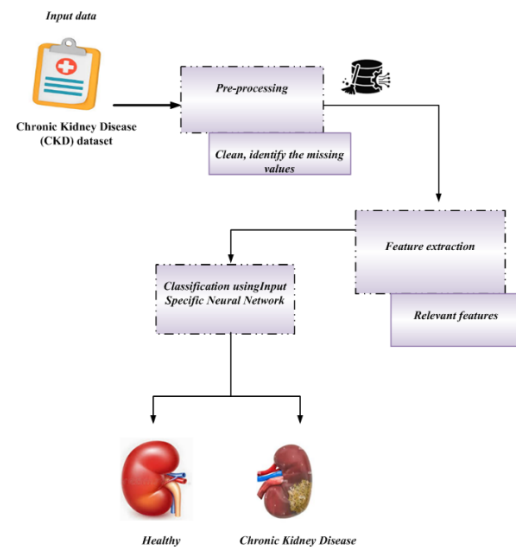 Input data
Chronic Kidney Disease
(CKD) dataset
Pre-processing
Clean, identify the missing
values
Feature extraction
Relevant features
Classification usingInput
Specific Neural Network
Healthy
Chronic Kidney Disease